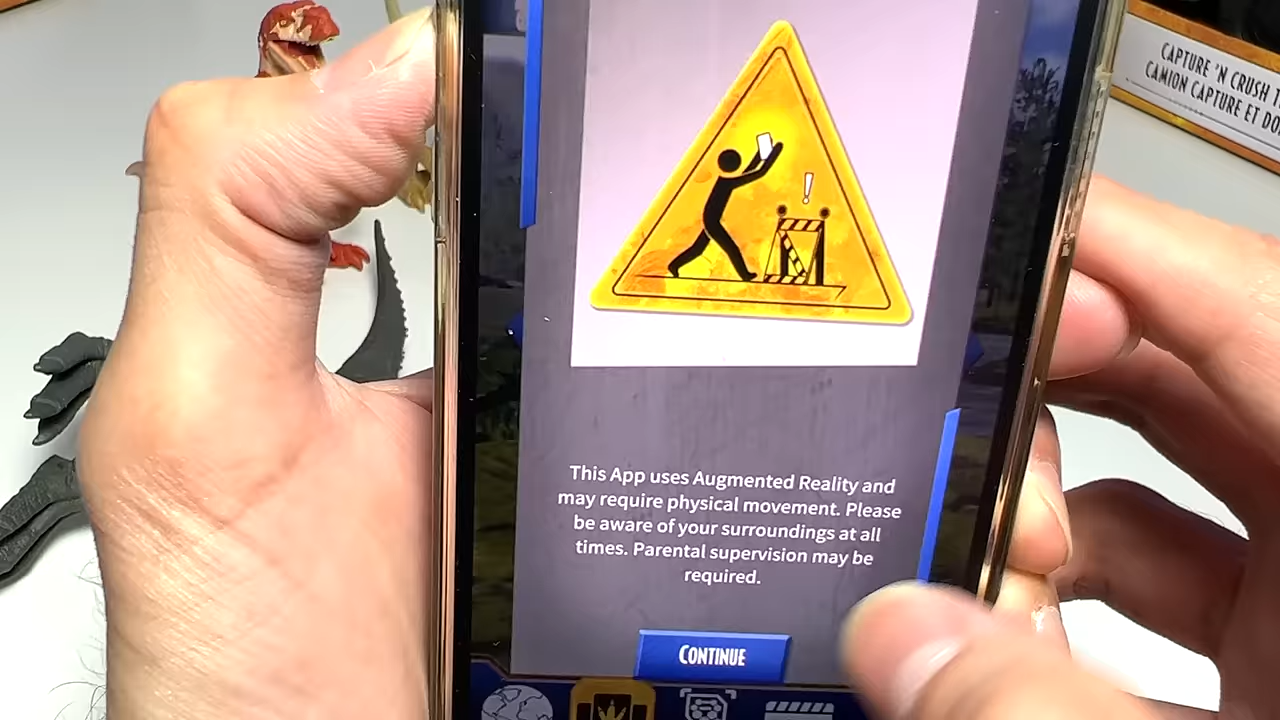 CAPTURE 'N CRUSH
CAMION CAPTURE ET
!
This App uses Augmented Reality and
may require physical movement. Please
be aware of your surroundings at all
times. Parental supervision may be
required.
CONTINUE